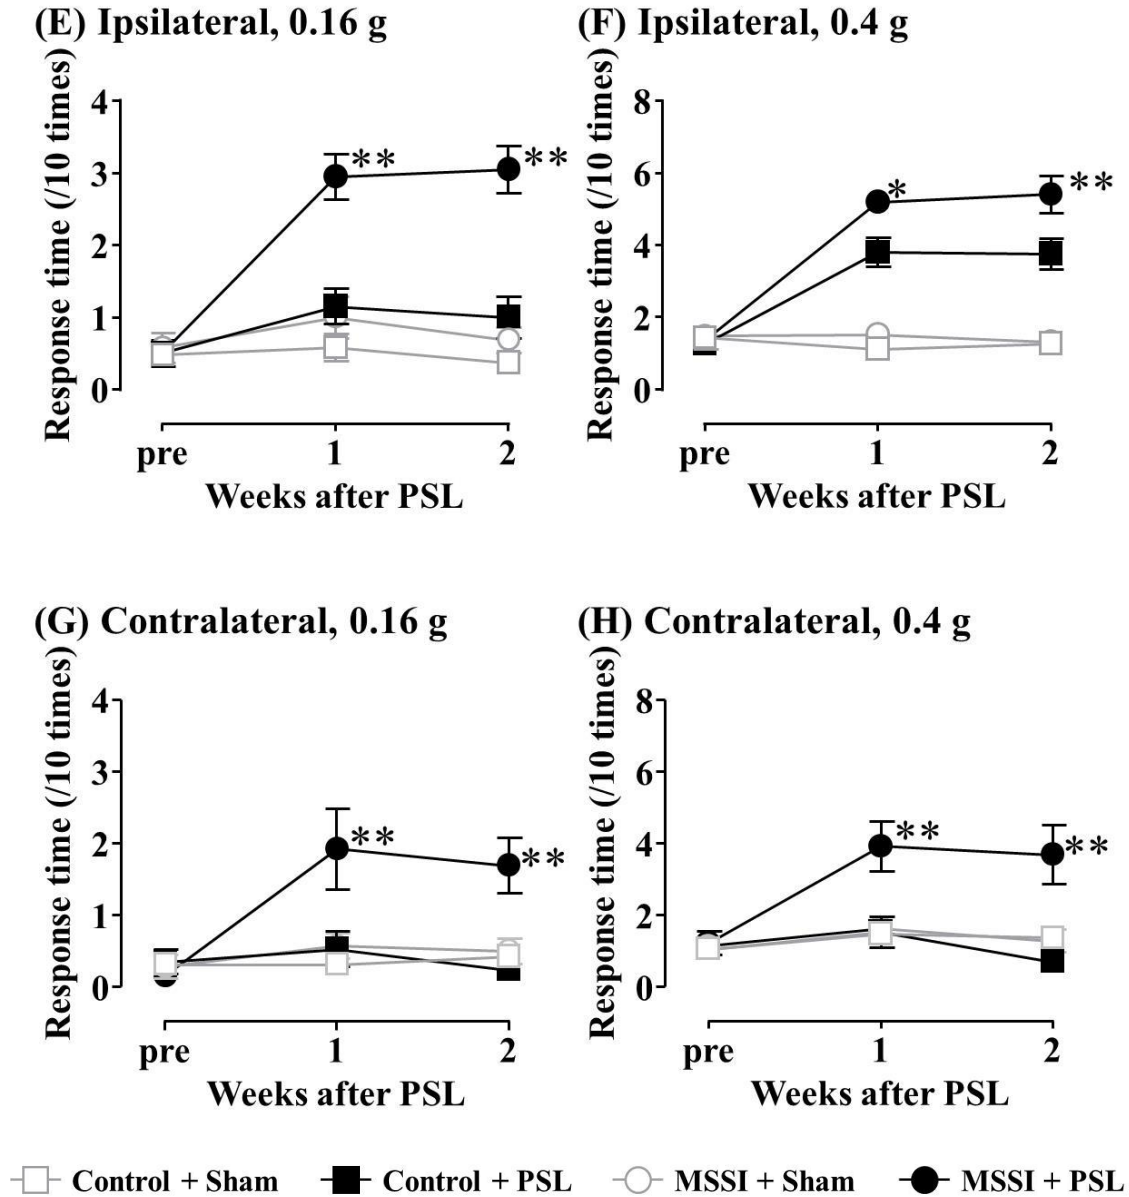 (E) Ipsilateral, 0.16 g
Response time (/10 times)
4
3
2
1
0
**
**
pre 1 2
Weeks after PSL
(F) Ipsilateral, 0.4 g
Response time (/10 times)
8
6
4
2
0
*
**
pre 1 2
Weeks after PSL
(G) Contralateral, 0.16 g
Response time (/10 times)
4
3
2
1
0
**
**
pre 1 2
Weeks after PSL
(H) Contralateral, 0.4 g
Response time (/10 times)
8
6
4
2
0
**
**
pre 1 2
Weeks after PSL
Control + Sham Control + PSL MSSI + Sham MSSI + PSL